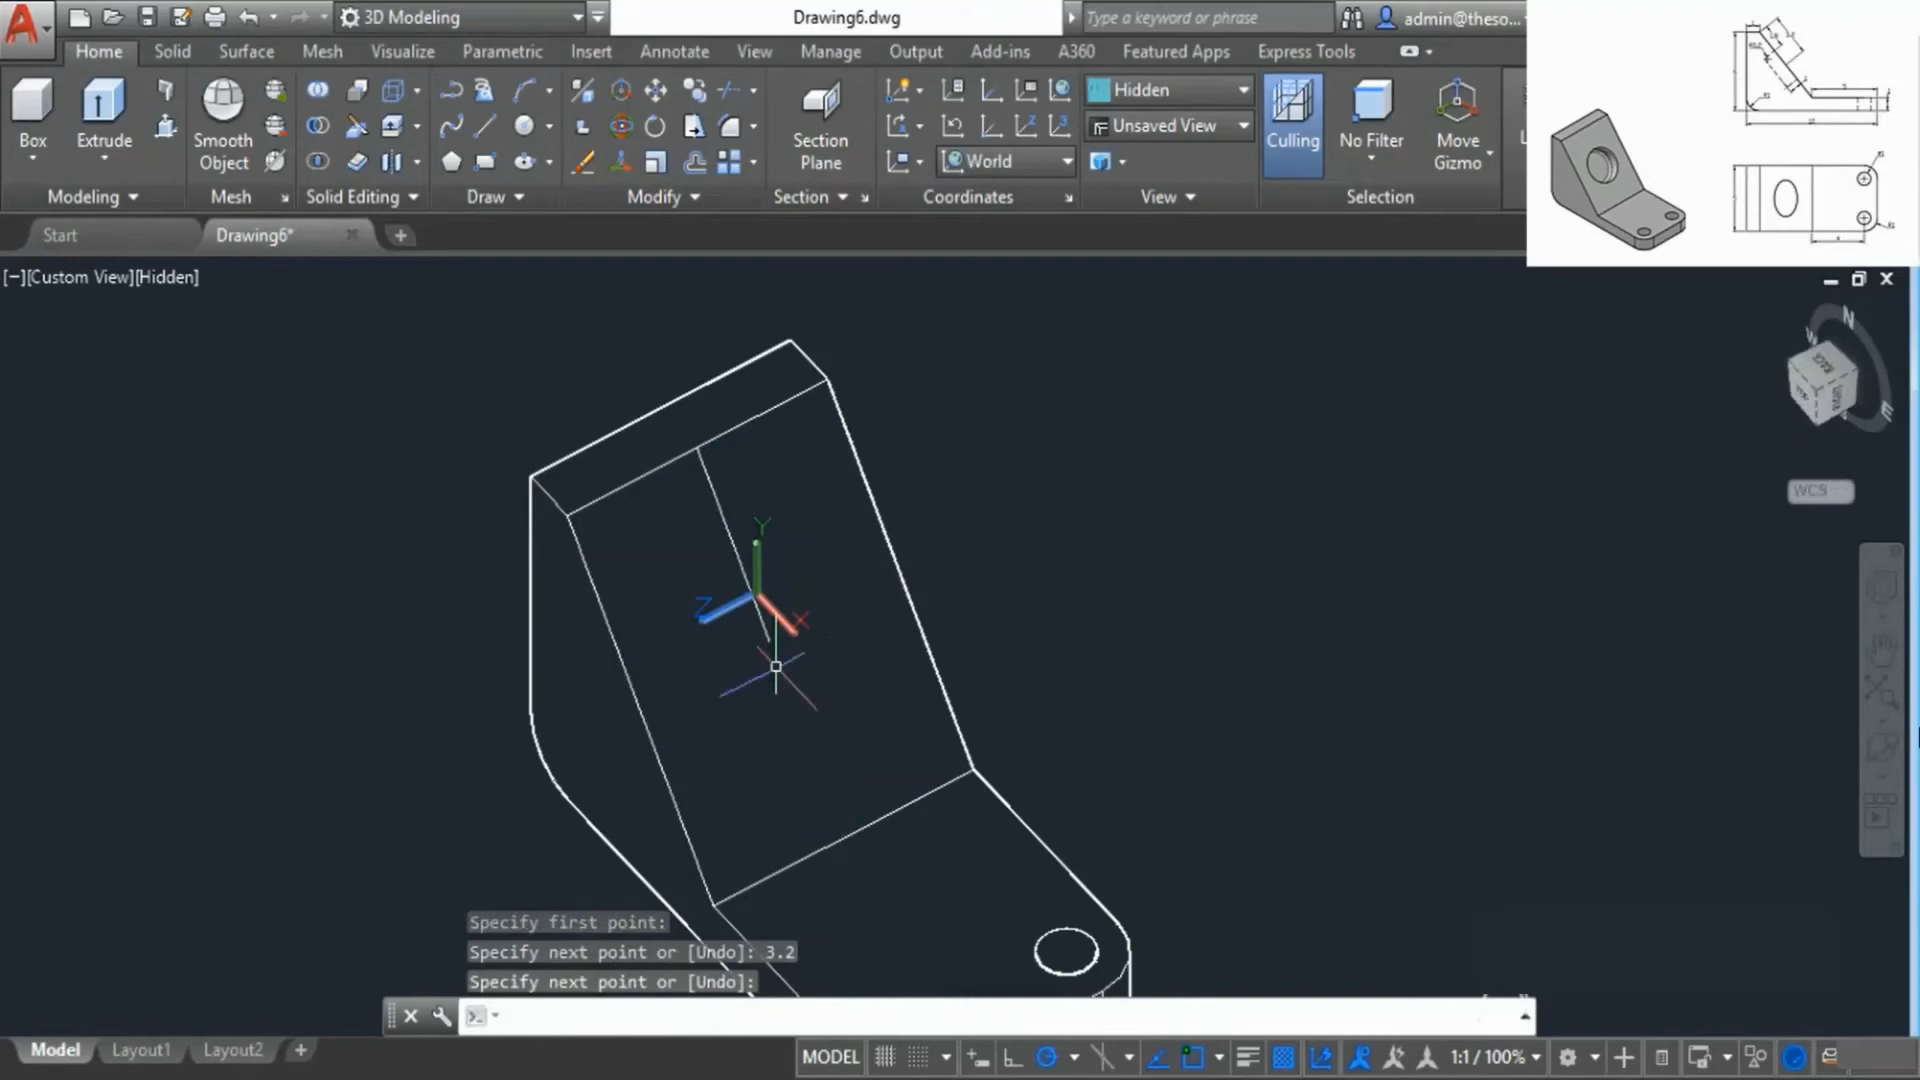 3D Modeling
Drawing6.dwg
Type a keyword or phrase
admin@theso...
Home Solid Surface Mesh Visualize Parametric Insert Annotate View Manage Output Add-ins A360 Featured Apps Express Tools
Box
Extrude
Smooth
Object
Section
Plane
Hidden
Unsaved View
World
Culling
No Filter
Move
Gizmo
Modeling Mesh Solid Editing Draw Modify Section Coordinates View Selection
Start Drawing6*
[−][Custom View][Hidden]
N
W
E
WCS
Y
Z
X
Specify first point:
Specify next point or [Undo]: 3.2
Specify next point or [Undo]:
Model Layout1 Layout2
MODEL
1:1 / 100%